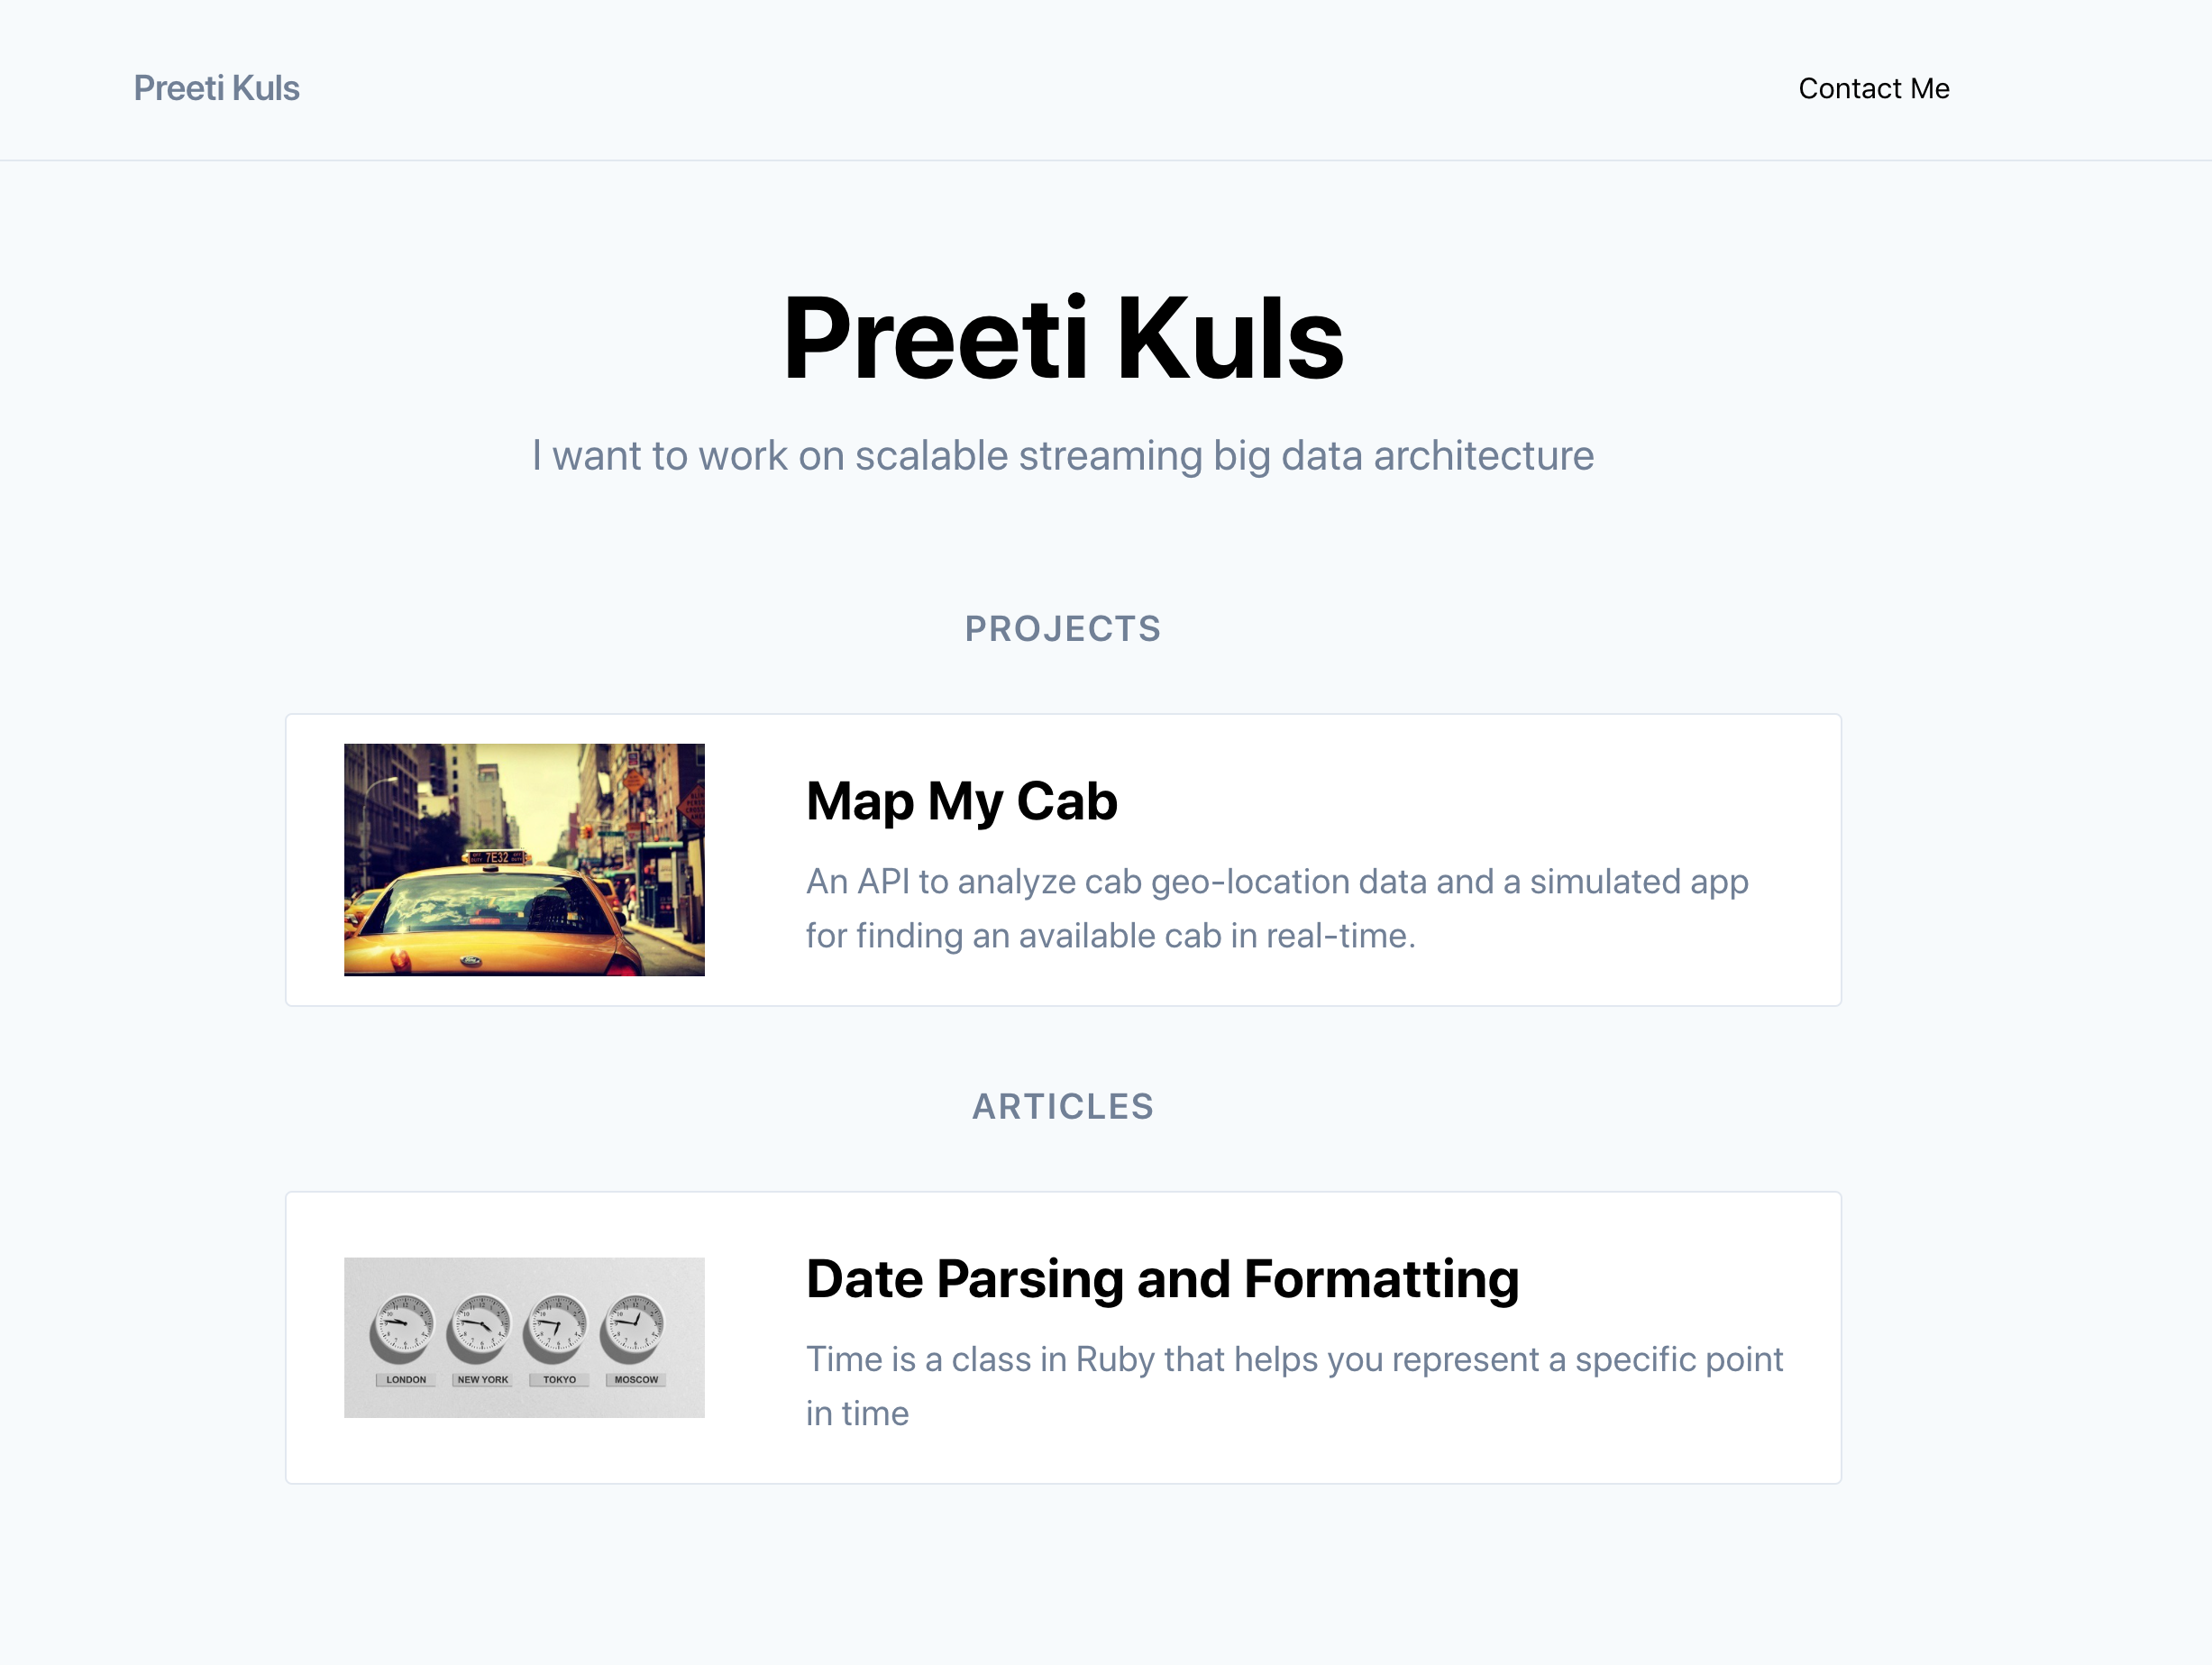 Preeti Kuls
Contact Me
Preeti Kuls
I want to work on scalable streaming big data architecture
PROJECTS
7E32
Map My Cab
An API to analyze cab geo-location data and a simulated app
for finding an available cab in real-time.
ARTICLES
LONDON NEW YORK TOKYO MOSCOW
Date Parsing and Formatting
Time is a class in Ruby that helps you represent a specific point
in time